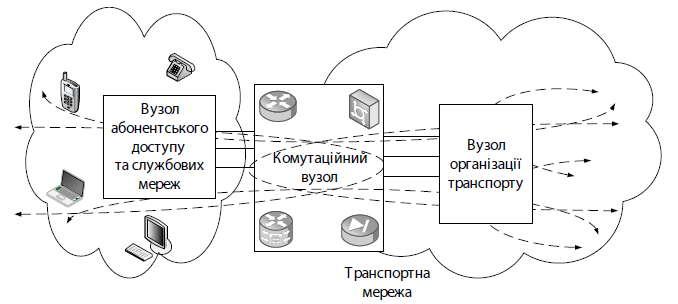 Вузол
абонентського
доступу
та службових
мереж
Комутаційний
вузол
Вузол
організації
транспорту
Транспортна
мережа